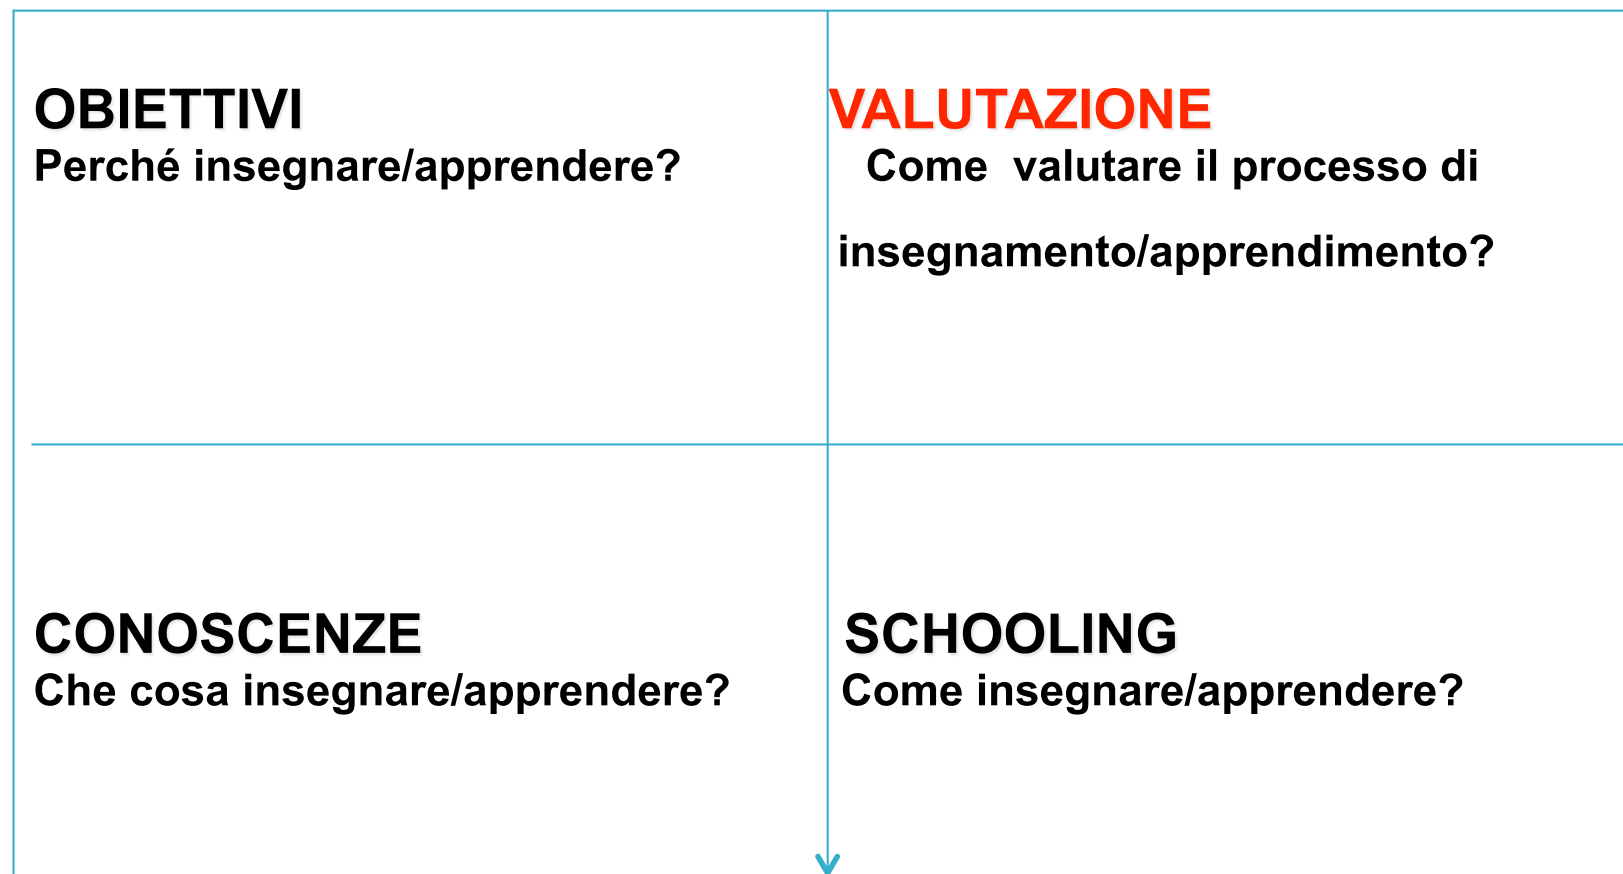 OBIETTIVI
Perché insegnare/apprendere?
VALUTAZIONE
Come valutare il processo di
insegnamento/apprendimento?
CONOSCENZE
Che cosa insegnare/apprendere?
SCHOOLING
Come insegnare/apprendere?